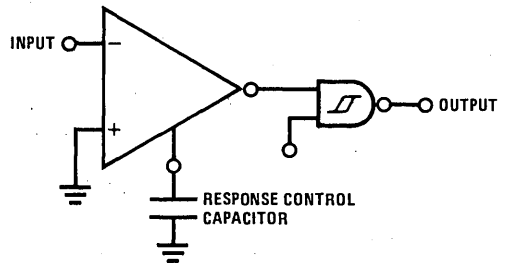 INPUT
−
+
OUTPUT
RESPONSE CONTROL
CAPACITOR